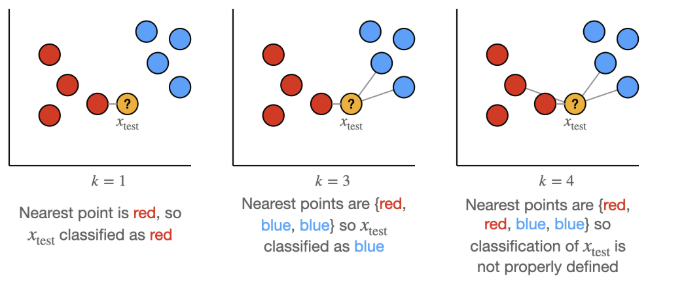 ?
x_test
k = 1
Nearest point is red, so
x_test classified as red
?
x_test
k = 3
Nearest points are {red,
blue, blue} so x_test
classified as blue
?
x_test
k = 4
Nearest points are {red,
red, blue, blue} so
classification of x_test is
not properly defined